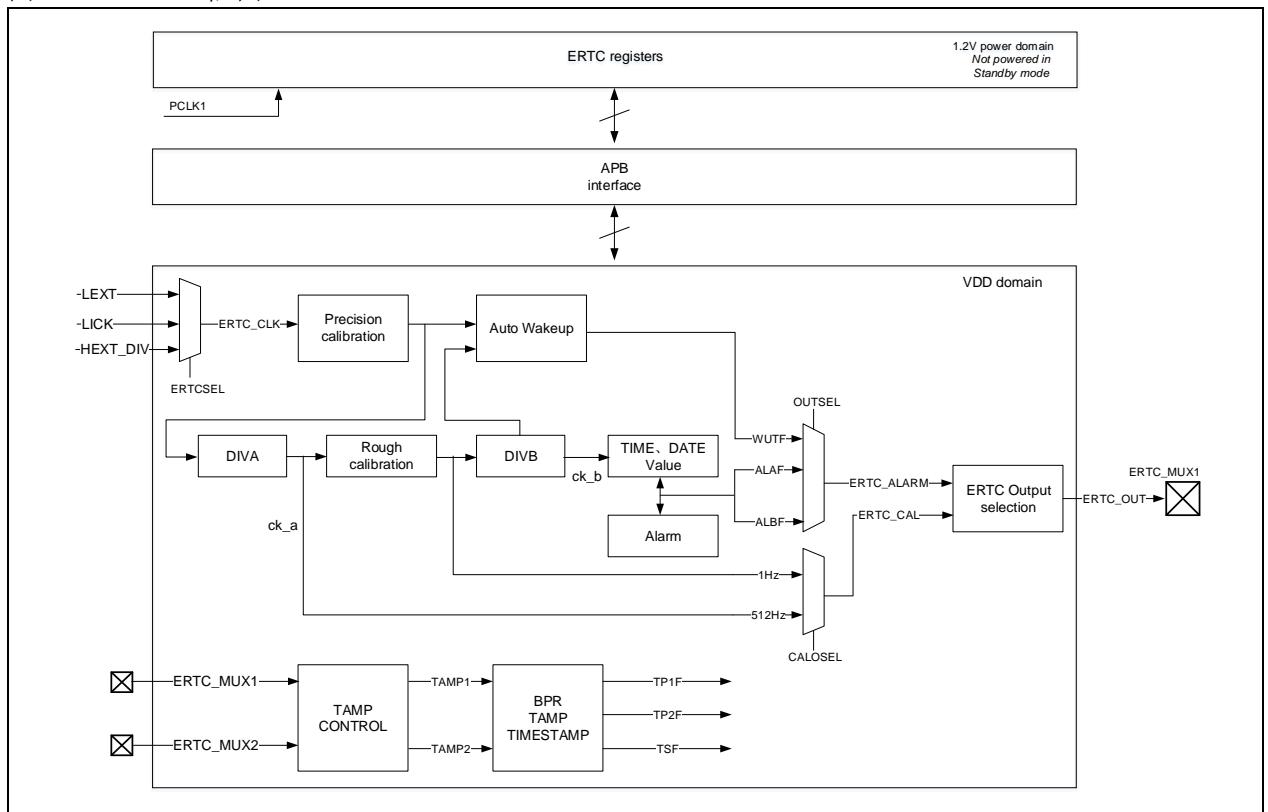 ERTC registers
1.2V power domain
Not powered in
Standby mode
PCLK1
APB
interface
VDD domain
-LEXT
-LICK
-HEXT_DIV
ERTC_CLK
ERTCSEL
Precision
calibration
Auto Wakeup
OUTSEL
DIVA
Rough
calibration
DIVB
ck_b
TIME、DATE
Value
Alarm
ck_a
WUTF
ALAF
ALBF
ERTC_ALARM
ERTC_CAL
ERTC Output
selection
ERTC_OUT
ERTC_MUX1
1Hz
512Hz
CALOSEL
ERTC_MUX1
ERTC_MUX2
TAMP
CONTROL
TAMP1
TAMP2
BPR
TAMP
TIMESTAMP
TP1F
TP2F
TSF